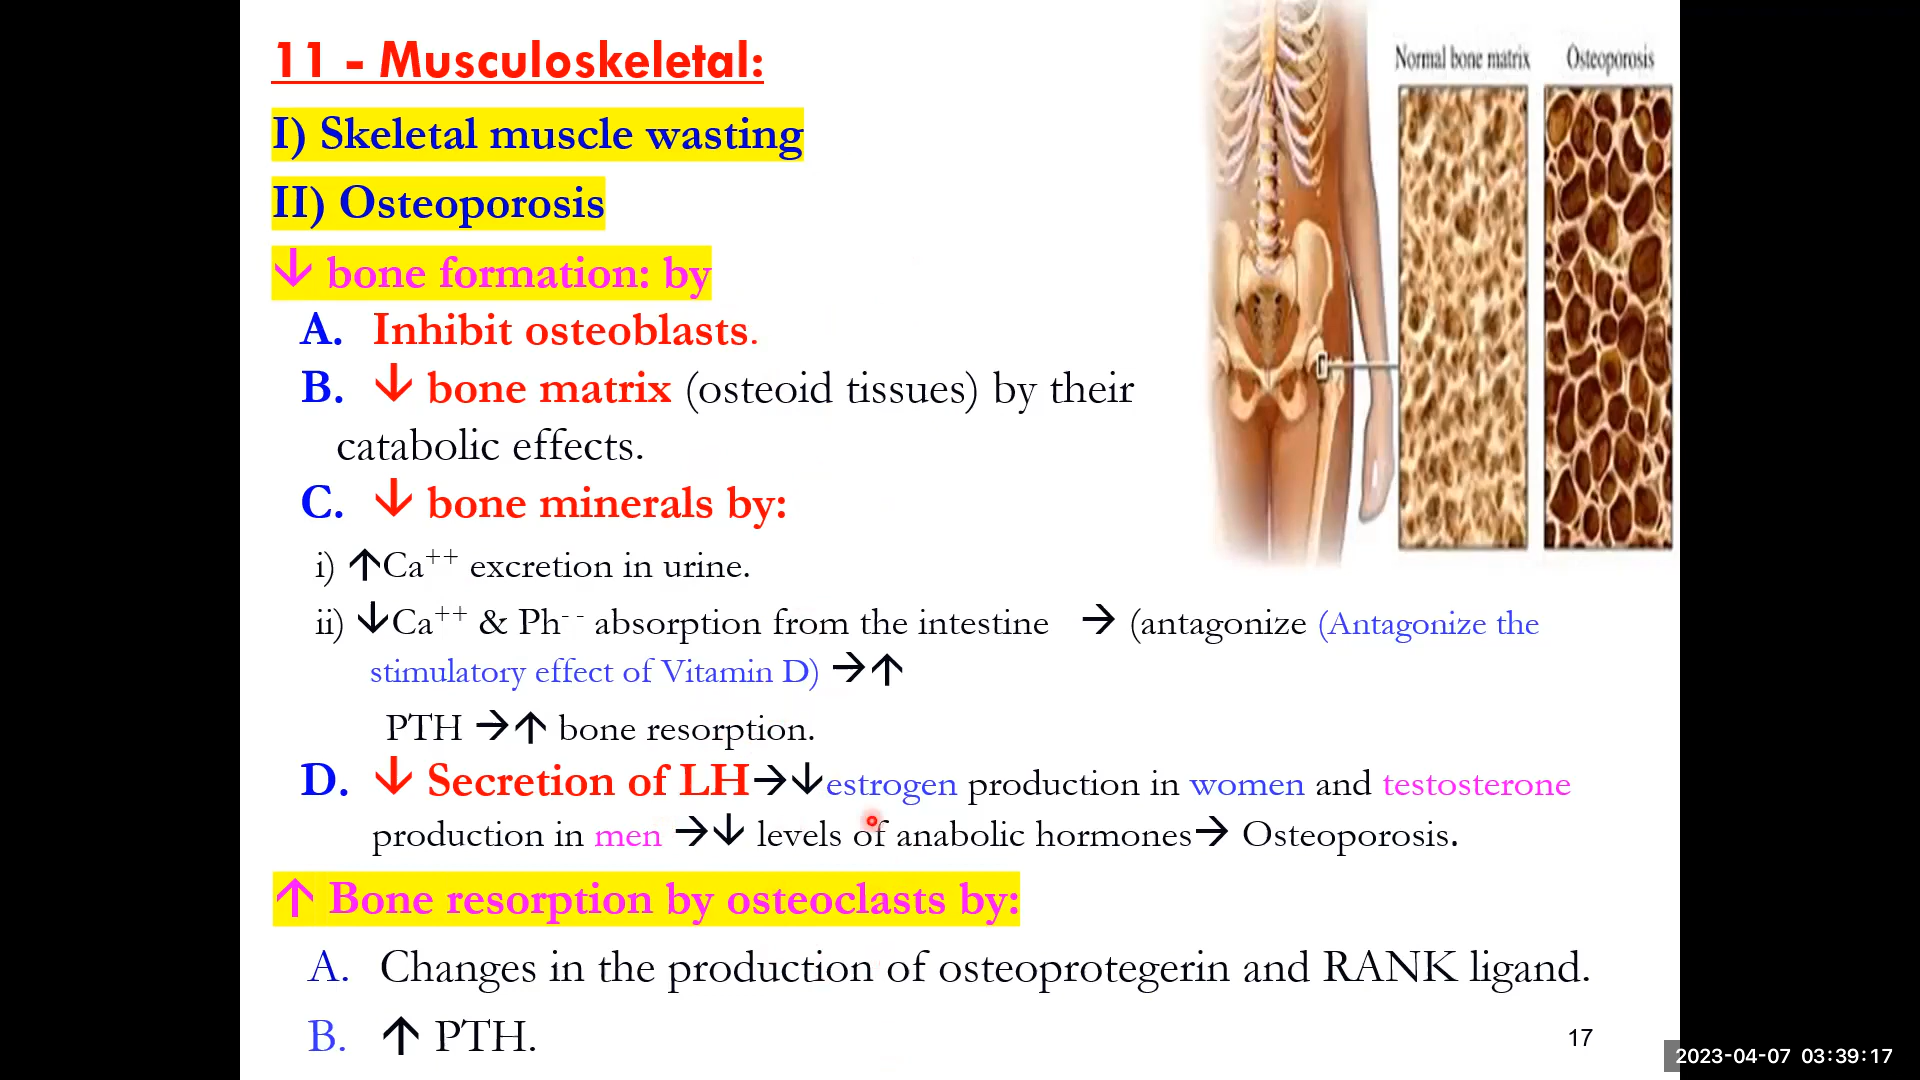 11 - Musculoskeletal:
Normal bone matrix
Osteoporosis
I) Skeletal muscle wasting
II) Osteoporosis
↓ bone formation: by
A. Inhibit osteoblasts.
B. ↓ bone matrix (osteoid tissues) by their
catabolic effects.
C. ↓ bone minerals by:
i) ↑Ca⁺⁺ excretion in urine.
ii) ↓Ca⁺⁺ & Ph⁻ ⁻ absorption from the intestine → (antagonize (Antagonize the
stimulatory effect of Vitamin D) →↑
PTH →↑ bone resorption.
D. ↓ Secretion of LH→↓estrogen production in women and testosterone
production in men →↓ levels of anabolic hormones→ Osteoporosis.
↑ Bone resorption by osteoclasts by:
A. Changes in the production of osteoprotegerin and RANK ligand.
B. ↑ PTH.
17
2023-04-07 03:39:17